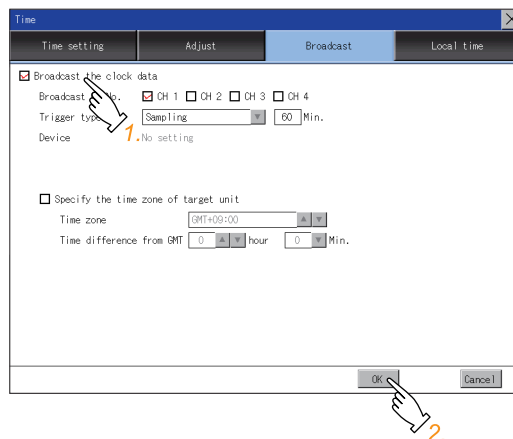 Time
Time setting Adjust Broadcast Local time
Broadcast the clock data
Broadcast No. CH 1 CH 2 CH 3 CH 4
Trigger type Sampling 60 Min.
1.
Device No setting
Specify the time zone of target unit
Time zone GMT+09:00
Time difference from GMT 0 hour 0 Min.
OK Cancel
2